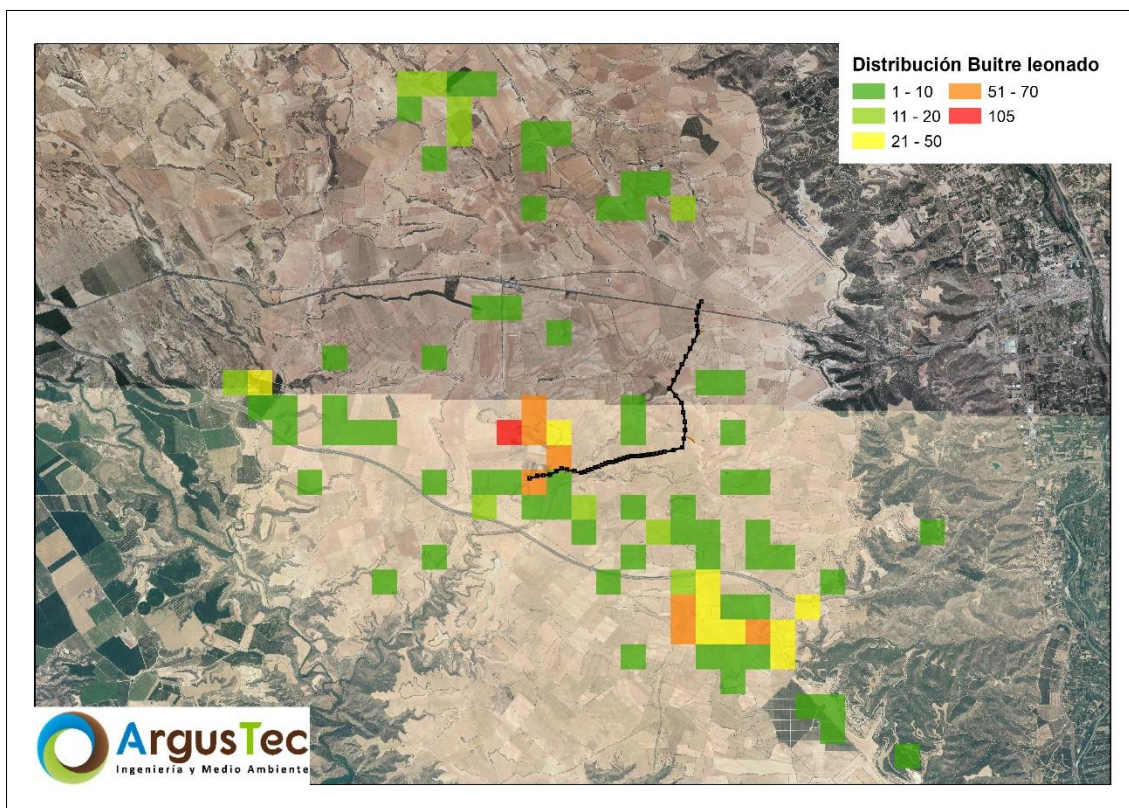 Distribución Buitre leonado
1 - 10
51 - 70
11 - 20
105
21 - 50
ArgusTec
Ingeniería y Medio Ambiente